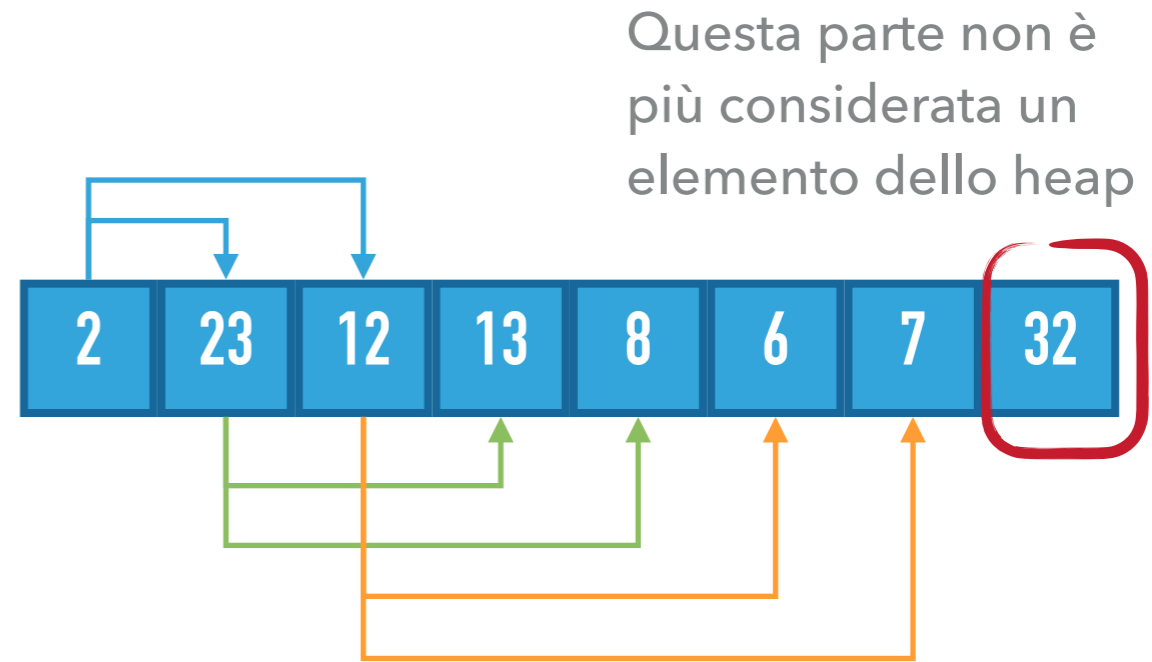 Questa parte non è
più considerata un
elemento dello heap
2 23 12 13 8 6 7 32